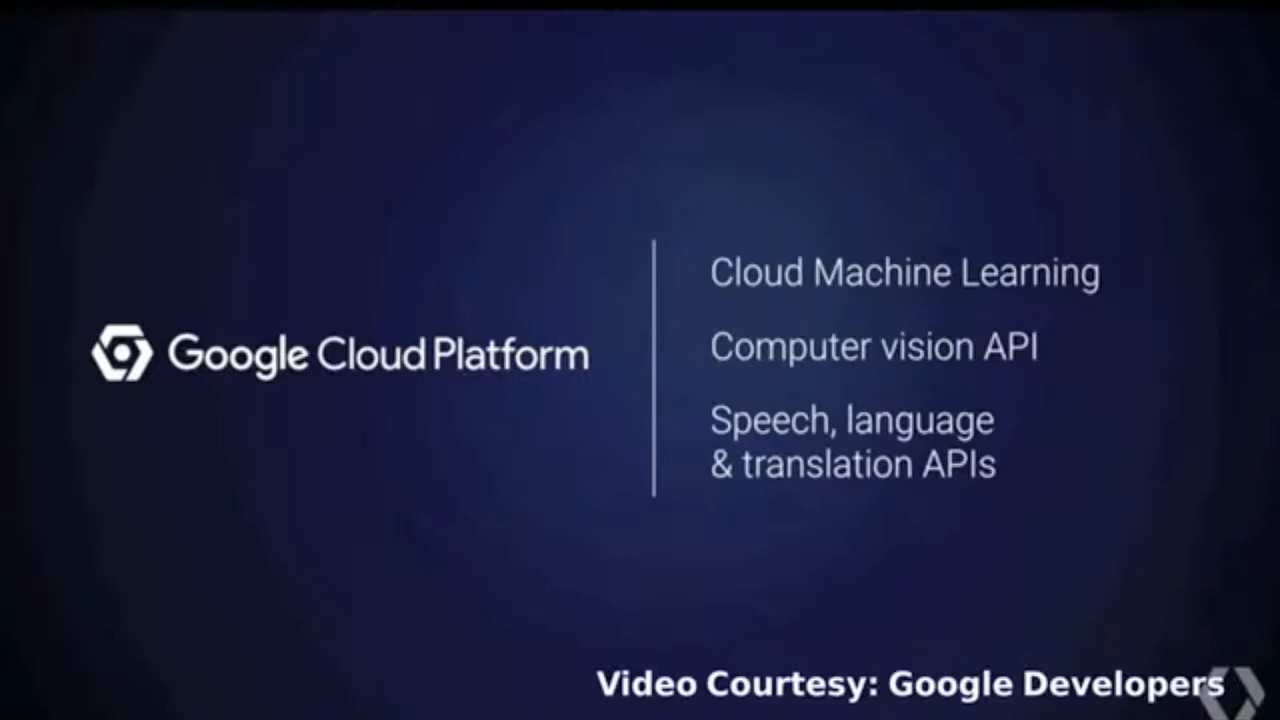 Google Cloud Platform
Cloud Machine Learning
Computer vision API
Speech, language
& translation APIs
Video Courtesy: Google Developers